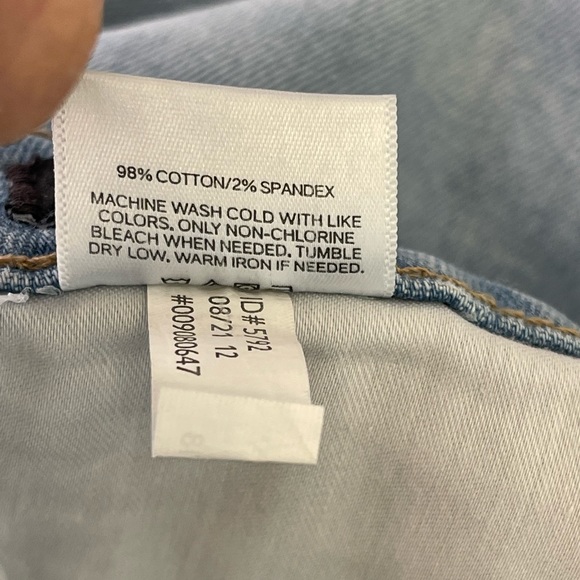 98% COTTON/2% SPANDEX
MACHINE WASH COLD WITH LIKE
COLORS. ONLY NON-CHLORINE
BLEACH WHEN NEEDED. TUMBLE
DRY LOW. WARM IRON IF NEEDED.
ID# 5792
08/21 12
#009080647